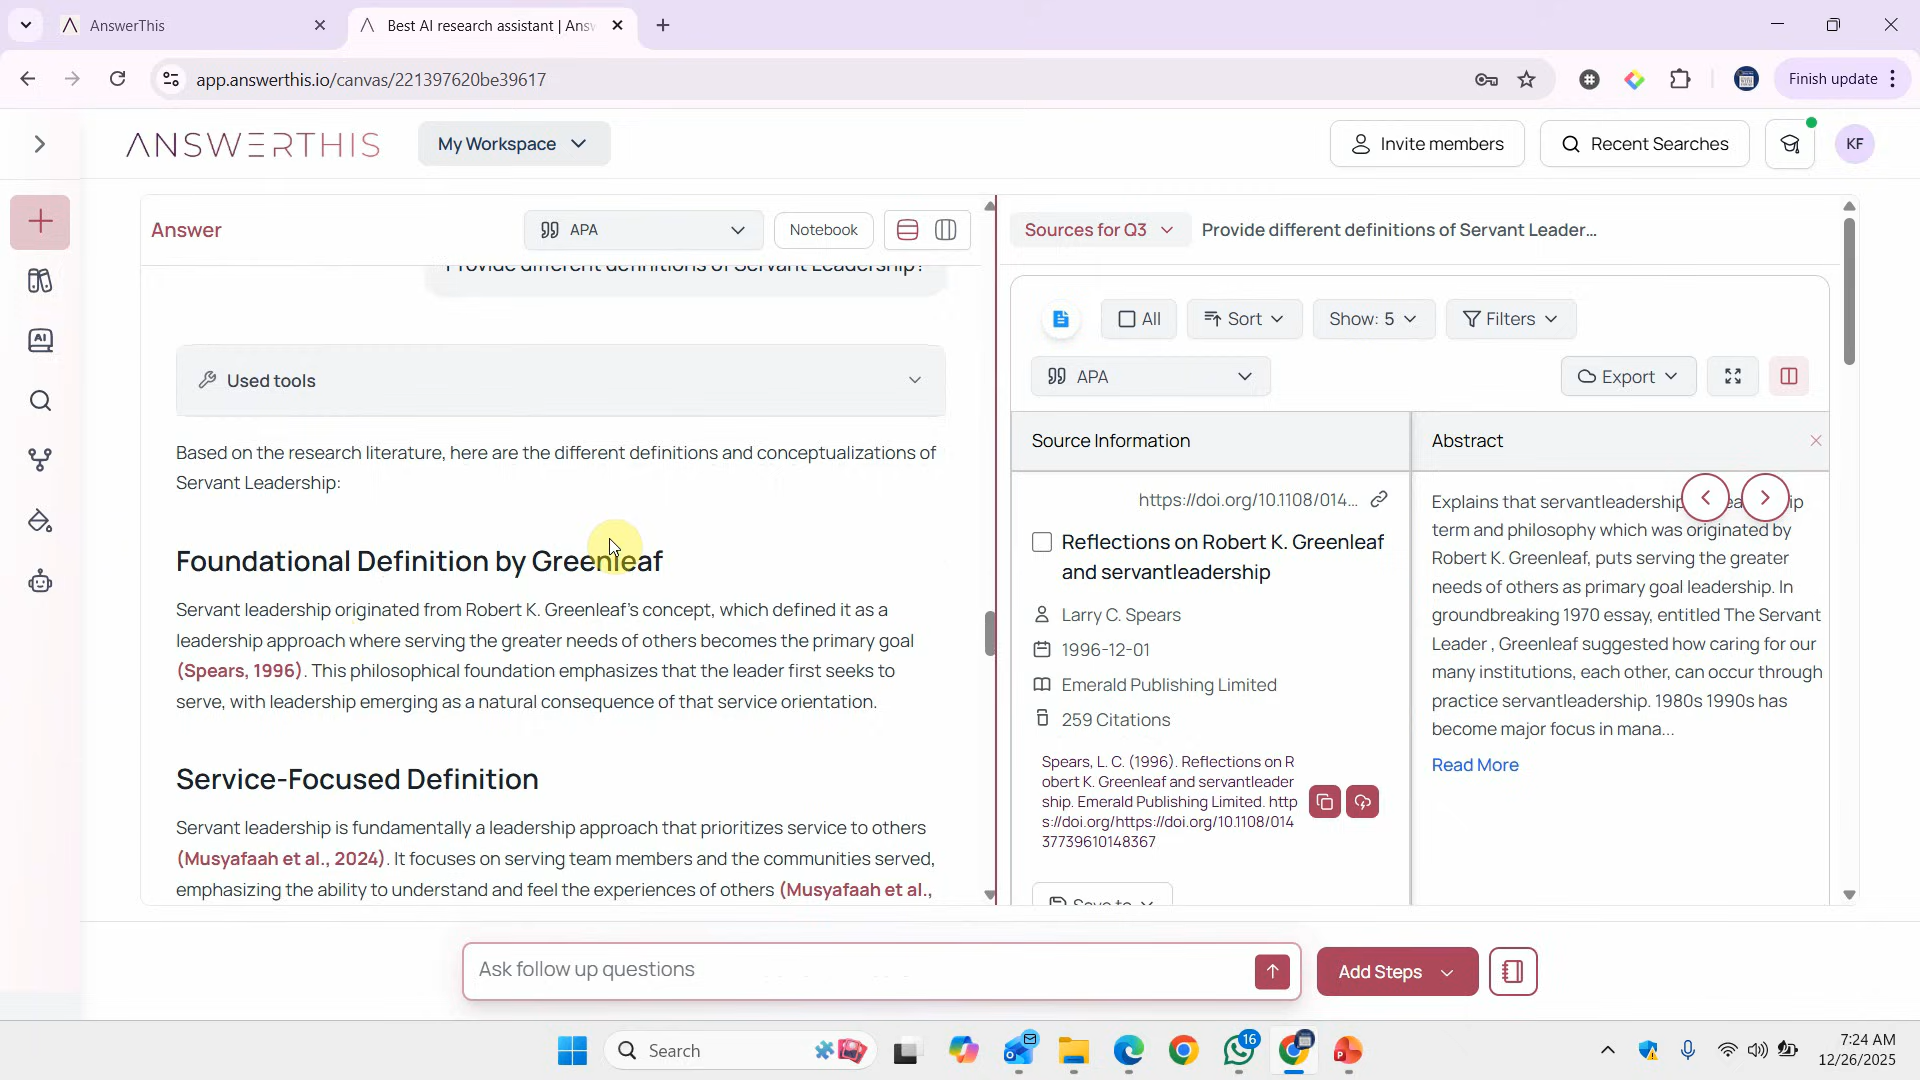 AnswerThis
Best AI research assistant | Ans
app.answerthis.io/canvas/221397620be39617
Finish update
ANSWERTHIS
My Workspace
Invite members
Recent Searches
KF
Answer
APA
Notebook
Sources for Q3
Provide different definitions of Servant Leader...
Provide different definitions of Servant Leadership?
Used tools
All
Sort
Show: 5
Filters
APA
Export
Based on the research literature, here are the different definitions and conceptualizations of
Servant Leadership:
Foundational Definition by Greenleaf
Servant leadership originated from Robert K. Greenleaf's concept, which defined it as a
leadership approach where serving the greater needs of others becomes the primary goal
(Spears, 1996). This philosophical foundation emphasizes that the leader first seeks to
serve, with leadership emerging as a natural consequence of that service orientation.
Service-Focused Definition
Servant leadership is fundamentally a leadership approach that prioritizes service to others
(Musyafaah et al., 2024). It focuses on serving team members and the communities served,
emphasizing the ability to understand and feel the experiences of others (Musyafaah et al.,
Source Information
Abstract
https://doi.org/10.1108/014...
Reflections on Robert K. Greenleaf
and servantleadership
Larry C. Spears
1996-12-01
Emerald Publishing Limited
259 Citations
Spears, L. C. (1996). Reflections on R
obert K. Greenleaf and servantleader
ship. Emerald Publishing Limited. http
s://doi.org/https://doi.org/10.1108/014
37739610148367
Save to
Explains that servantleadership
term and philosophy which was originated by
Robert K. Greenleaf, puts serving the greater
needs of others as primary goal leadership. In
groundbreaking 1970 essay, entitled The Servant
Leader , Greenleaf suggested how caring for our
many institutions, each other, can occur through
practice servantleadership. 1980s 1990s has
become major focus in mana...
Read More
Ask follow up questions
Add Steps
Search
16
7:24 AM
12/26/2025